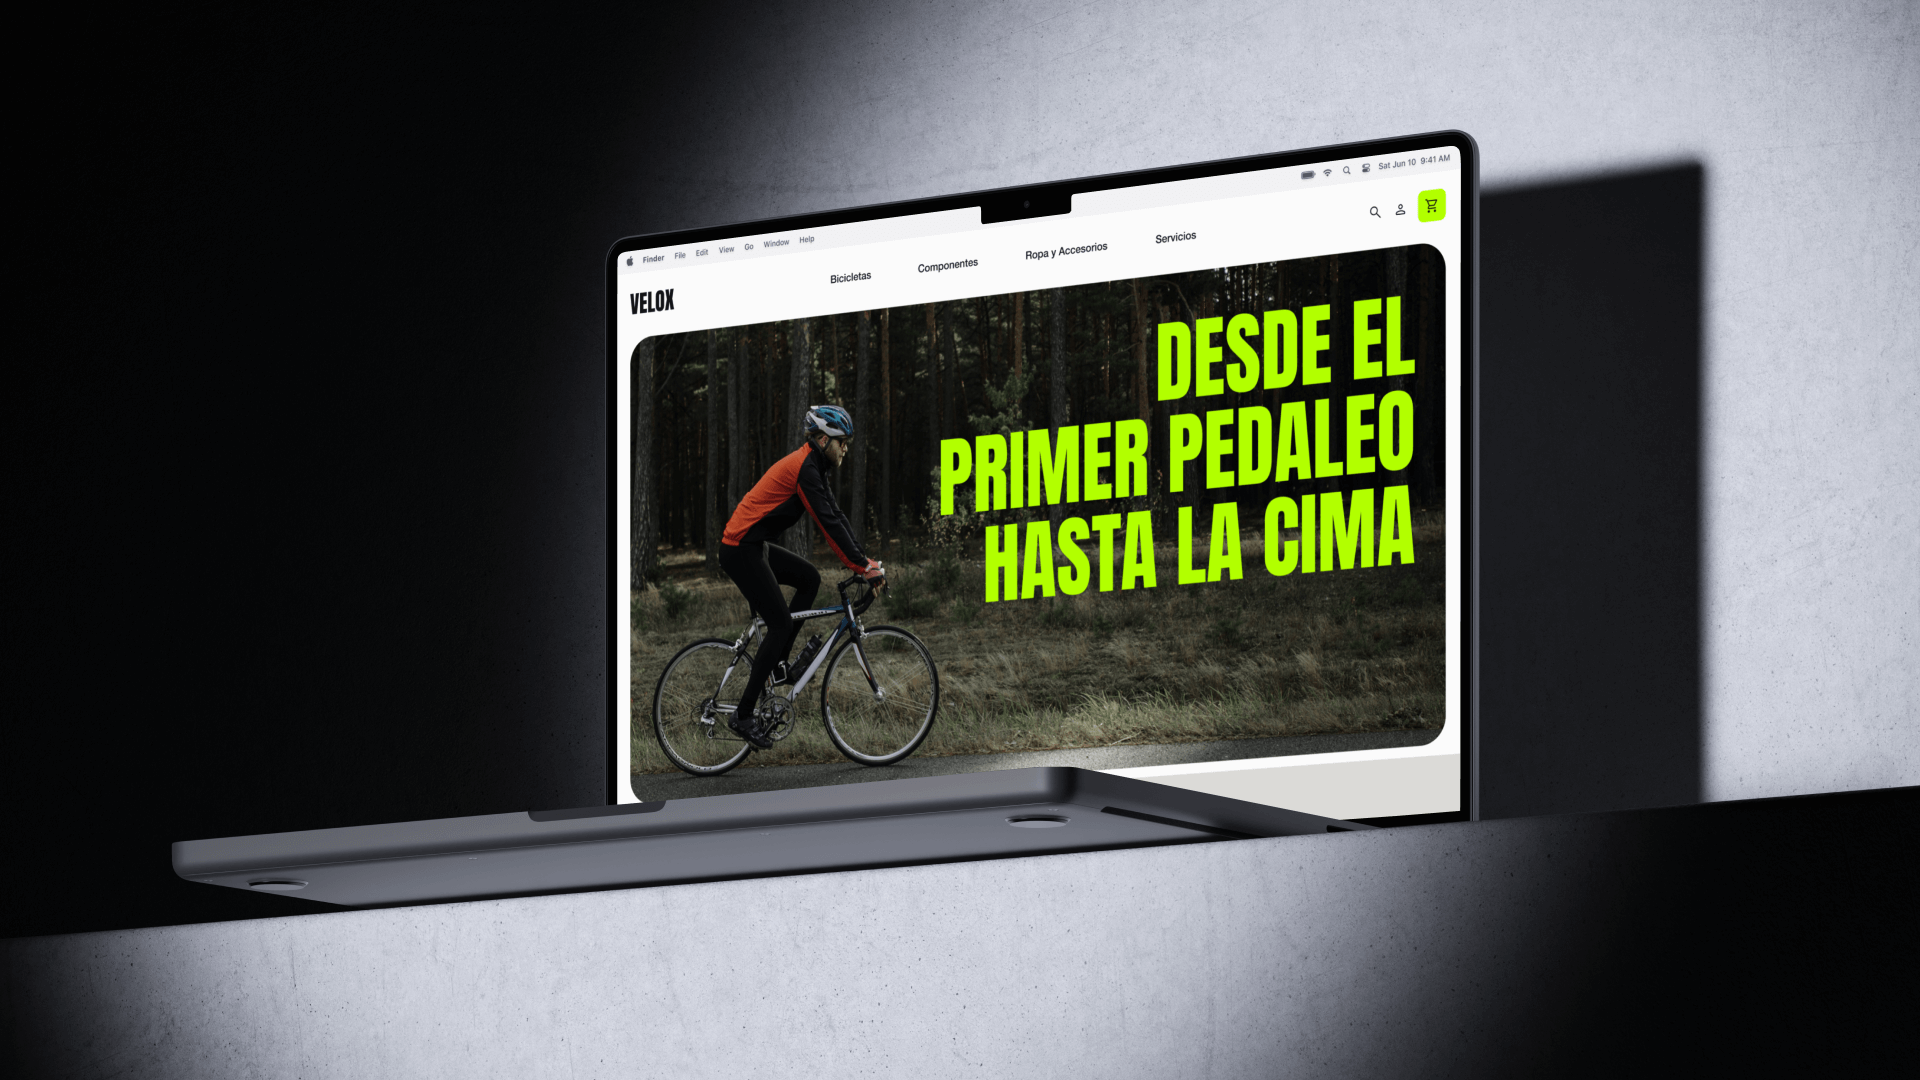 Finder File Edit View Go Window Help
Sat Jun 10 9:41 AM
VELOX
Bicicletas Componentes Ropa y Accesorios Servicios
DESDE EL
PRIMER PEDALEO
HASTA LA CIMA